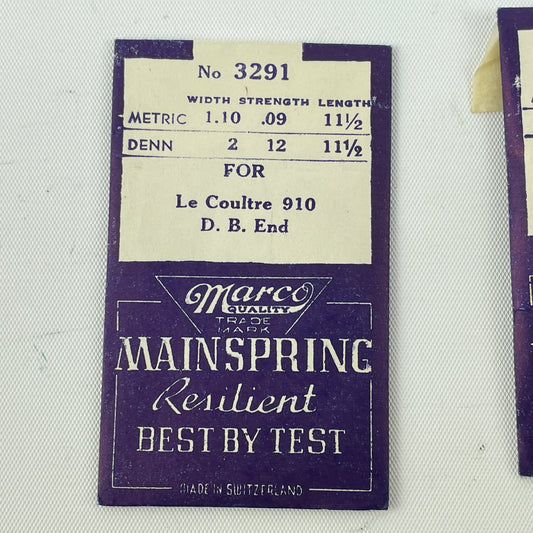 No 3291
WIDTH STRENGTH LENGTH
METRIC 1.10 .09 11½
DENN 2 12 11½
FOR
Le Coultre 910
D. B. End
Marco
QUALITY
TRADE
MARK
MAINSPRING
Resilient
BEST BY TEST
MADE IN SWITZERLAND